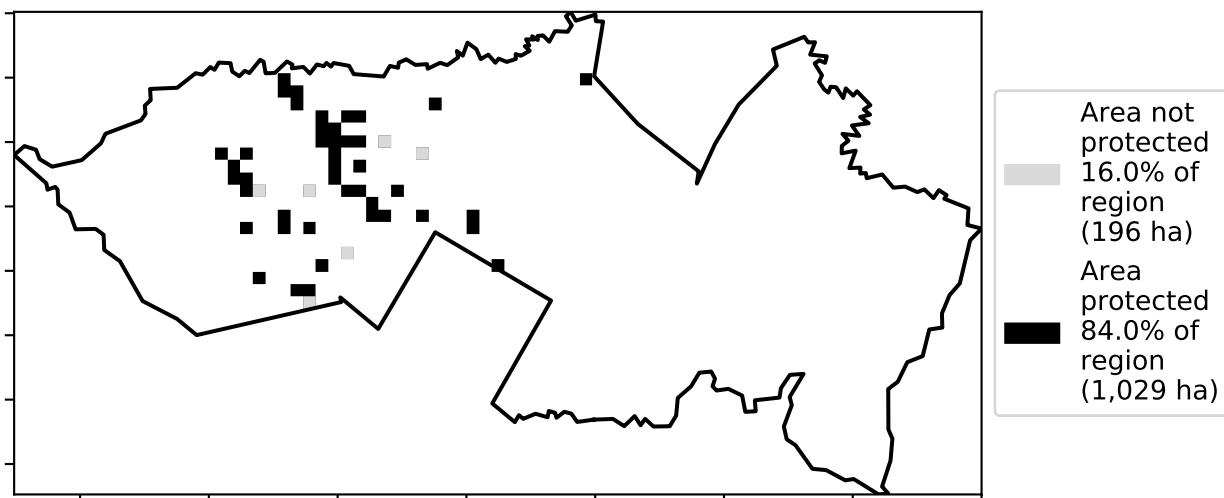 Area not
protected
16.0% of
region
(196 ha)
Area
protected
84.0% of
region
(1,029 ha)